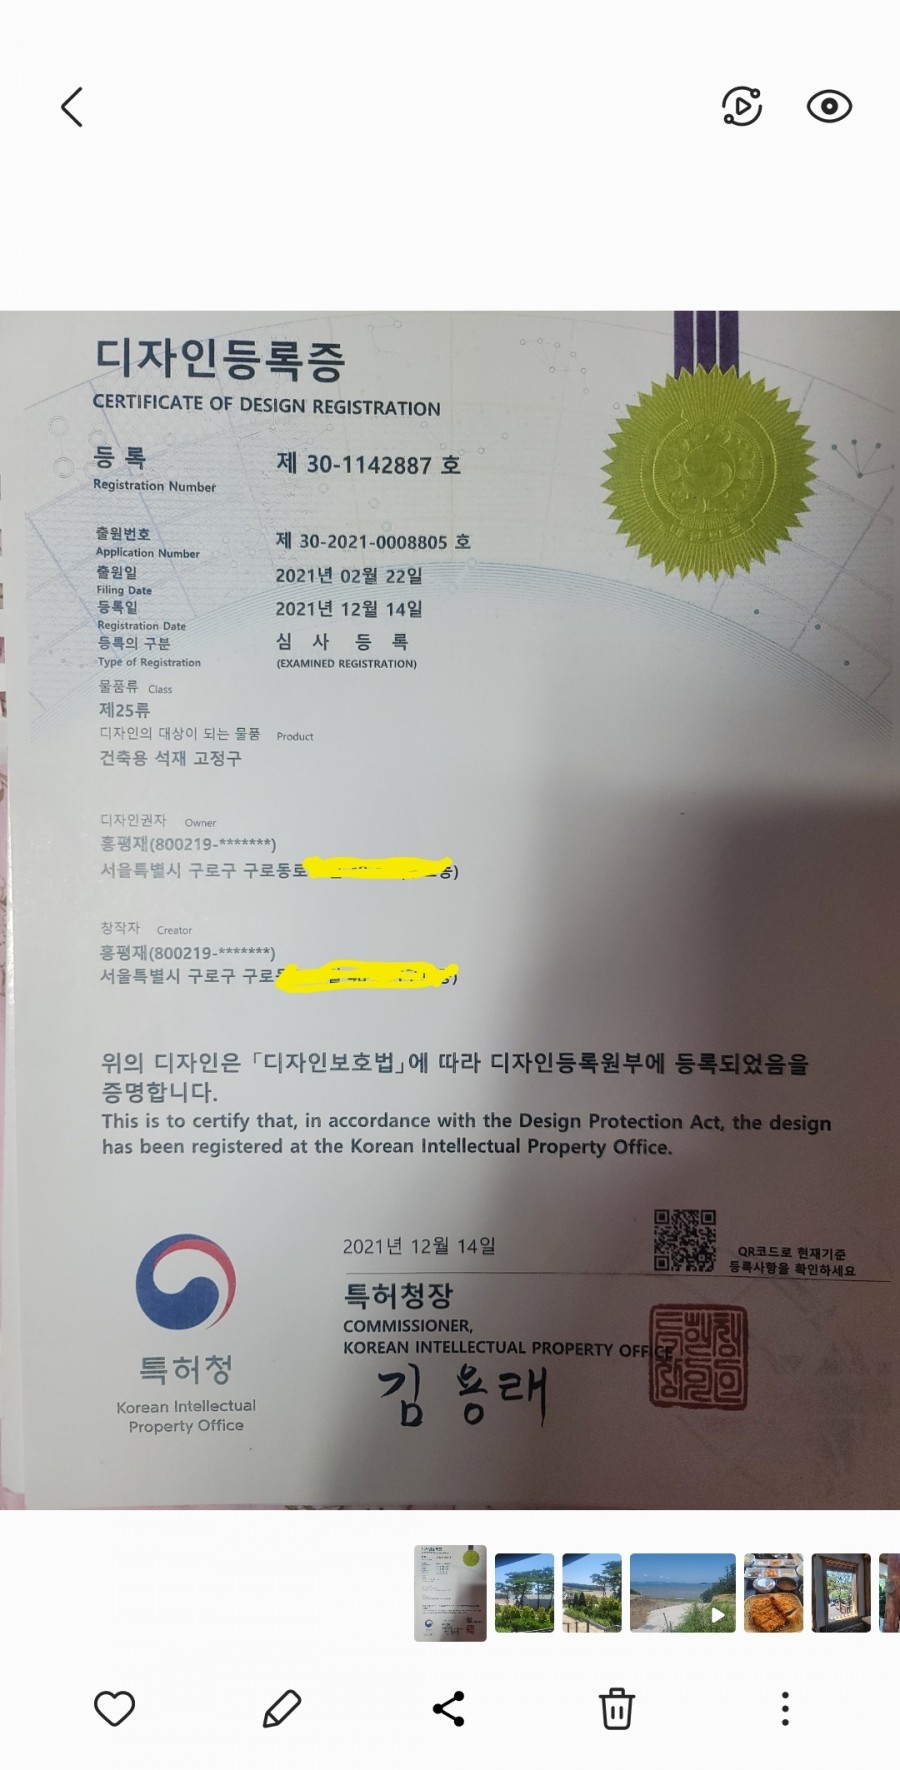 디자인등록증
CERTIFICATE OF DESIGN REGISTRATION
등 록 제 30-1142887 호
Registration Number
출원번호 제 30-2021-0008805 호
Application Number
출원일 2021년 02월 22일
Filing Date
등록일 2021년 12월 14일
Registration Date
등록의 구분 심 사 등 록
Type of Registration (EXAMINED REGISTRATION)
물품류 Class
제25류
디자인의 대상이 되는 물품 Product
건축용 석재 고정구
디자인권자 Owner
홍평재(800219-*******)
서울특별시 구로구 구로동로
창작자 Creator
홍평재(800219-*******)
서울특별시 구로구 구로
위의 디자인은 「디자인보호법」에 따라 디자인등록원부에 등록되었음을
증명합니다.
This is to certify that, in accordance with the Design Protection Act, the design
has been registered at the Korean Intellectual Property Office.
2021년 12월 14일
QR코드로 현재기준
등록사항을 확인하세요
특허청장
COMMISSIONER,
KOREAN INTELLECTUAL PROPERTY OFFICE
김용래
특허청
Korean Intellectual
Property Office